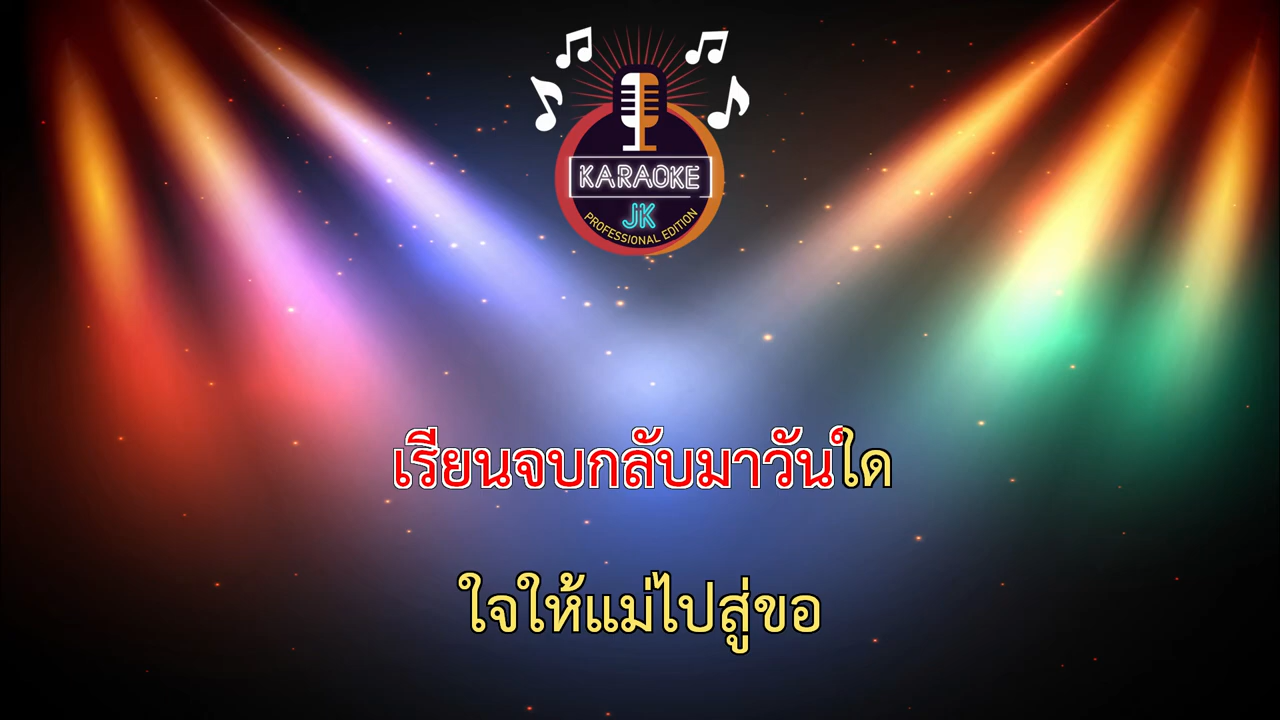 KARAOKE
JK
PROFESSIONAL EDITION
เรียนจบกลับมาวันใด
ใจให้แม่ไปสู่ขอ